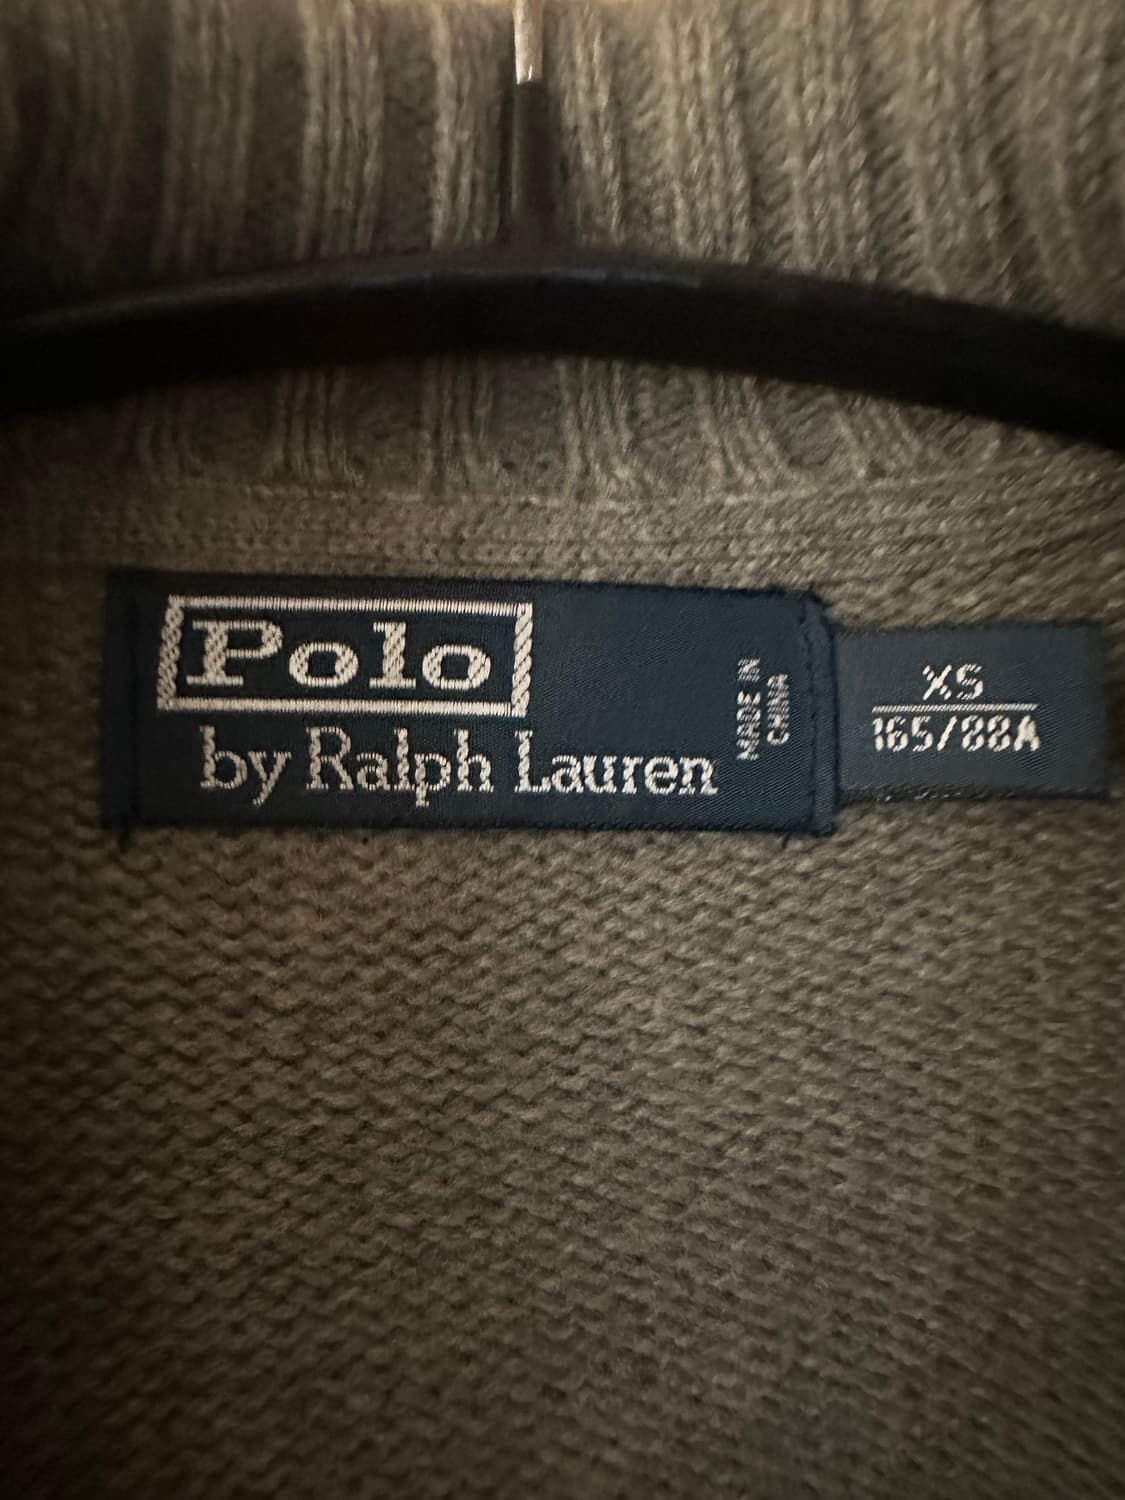 Polo
by Ralph Lauren
MADE IN
CHINA
XS
165/88A